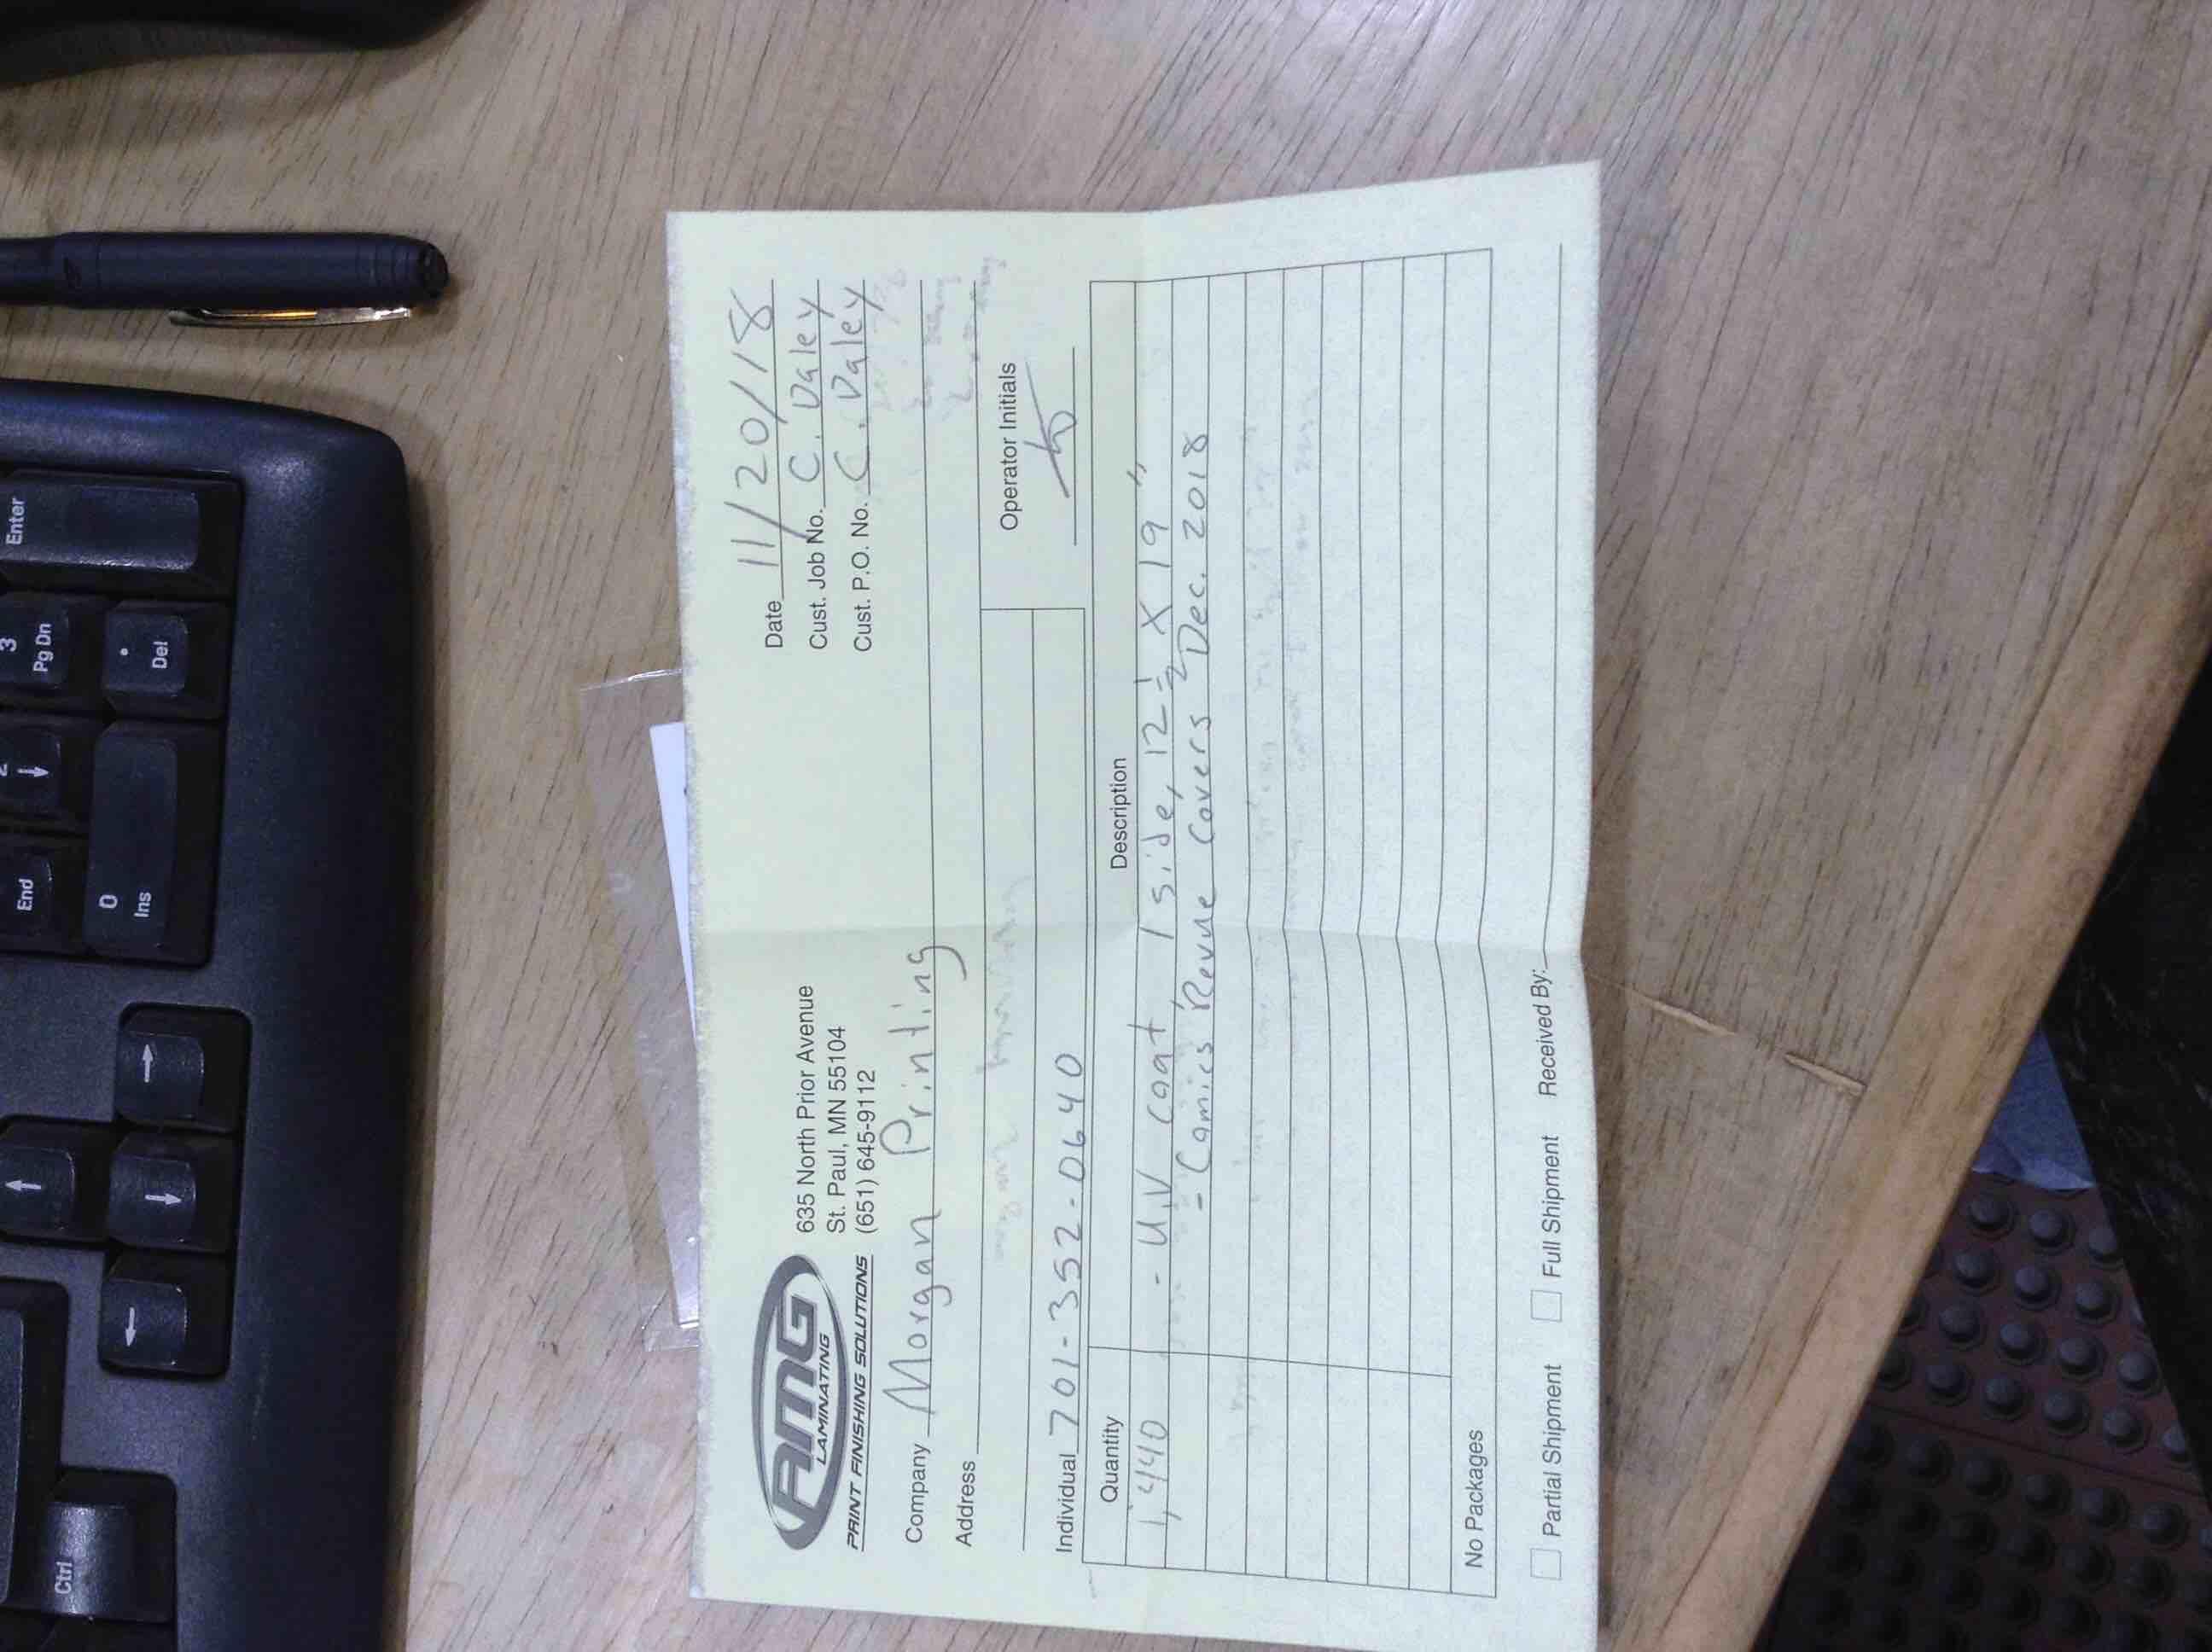 AMG
LAMINATING
PRINT FINISHING SOLUTIONS
635 North Prior Avenue
St. Paul, MN 55104
(651) 645-9112
Date 11/20/18
Cust. Job No. C. Daley
Cust. P.O. No. C. Daley
Company Morgan Printing
Address
Operator Initials
Individual 701-352-0640
Quantity Description
1,440 - U.V coat 1 side, 12 1/2 X 19"
- Comics Revue Covers Dec. 2018
No Packages
Partial Shipment Full Shipment Received By:
Enter
3
Pg Dn
.
Del
End
0
Ins
Ctrl